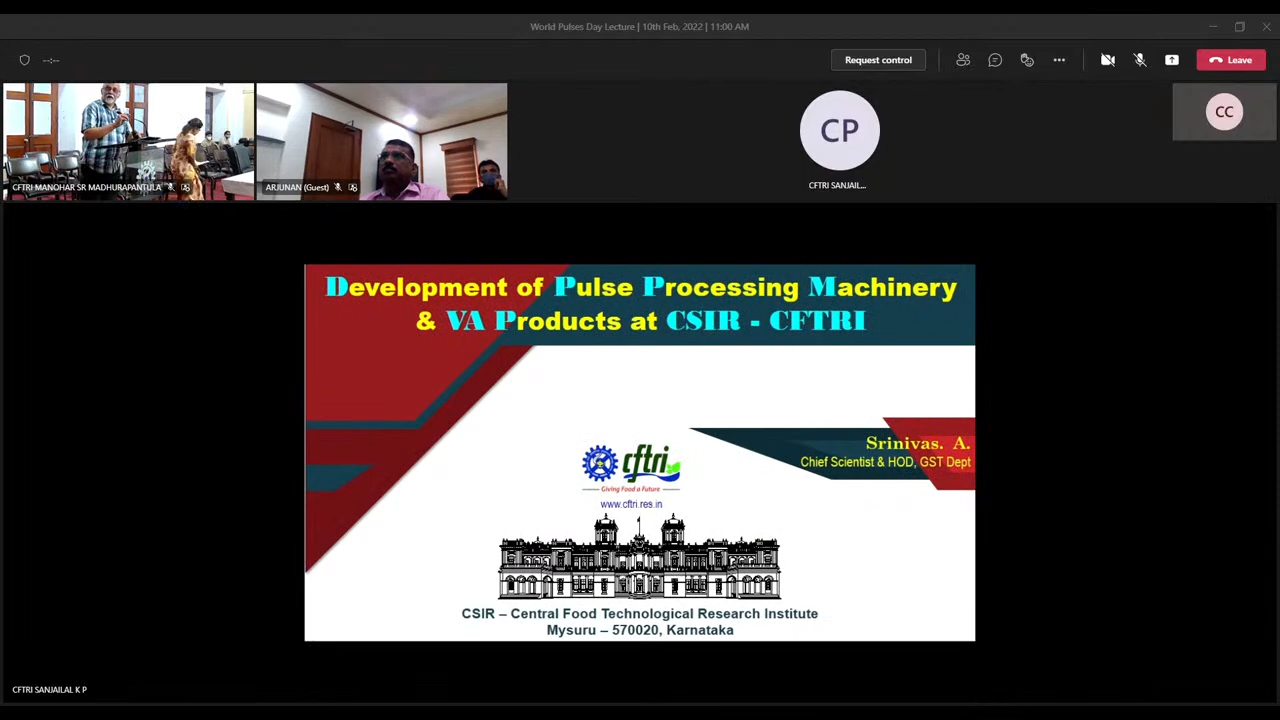 World Pulses Day Lecture | 10th Feb, 2022 | 11:00 AM
--:--
Request control
Leave
CFTRI MANOHAR SR MADHURAPANTULA
ARJUNAN (Guest)
CP
CFTRI SANJAIL...
CC
Development of Pulse Processing Machinery
& VA Products at CSIR - CFTRI
Srinivas. A.
Chief Scientist & HOD, GST Dept
cftri
Giving Food a Future
www.cftri.res.in
CSIR – Central Food Technological Research Institute
Mysuru – 570020, Karnataka
CFTRI SANJAILAL K P